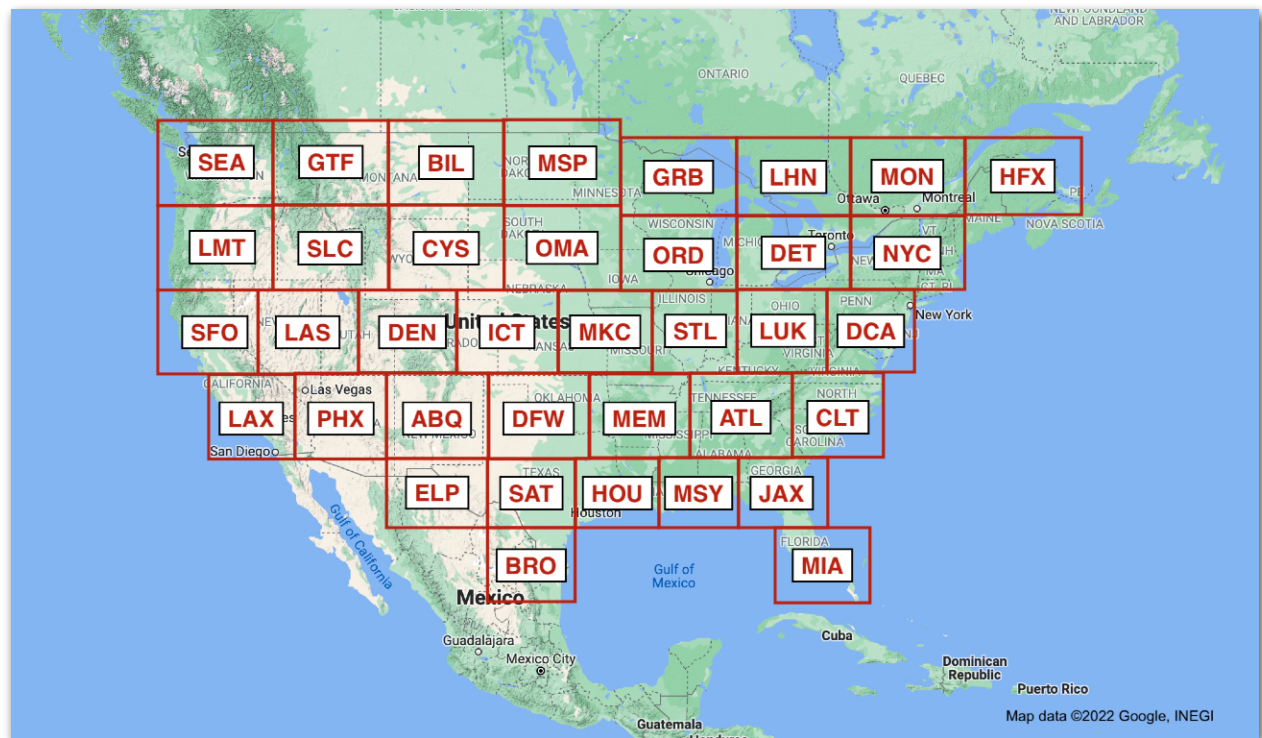 NEWFOUNDLAND
AND LABRADOR
ONTARIO
QUEBEC
SEA
GTF
BIL
MSP
GRB
LHN
MON
HFX
MONTANA
MINNESOTA
Ottawa
Montreal
LMT
SLC
CYS
OMA
ORD
DET
NYC
SOUTH
WISCONSIN
Toronto
VT
MAINE
NOVA SCOTIA
MA
IOWA
Chicago
NEBRASKA
ILLINOIS
OHIO
PENN
New York
SFO
LAS
DEN
ICT
MKC
STL
LUK
DCA
United States
UTAH
KANSAS
MISSOURI
VIRGINIA
KENTUCKY
VIRGINIA
CALIFORNIA
Las Vegas
OKLAHOMA
TENNESSEE
NORTH
CAROLINA
LAX
PHX
ABQ
DFW
MEM
ATL
CLT
NEW MEXICO
MISSISSIPPI
ALABAMA
San Diego
TEXAS
GEORGIA
ELP
SAT
HOU
MSY
JAX
Houston
Gulf of California
BRO
MIA
FLORIDA
Gulf of
Mexico
Mexico
Guadalajara
Mexico City
Cuba
Dominican
Republic
Puerto Rico
Guatemala
Map data ©2022 Google, INEGI